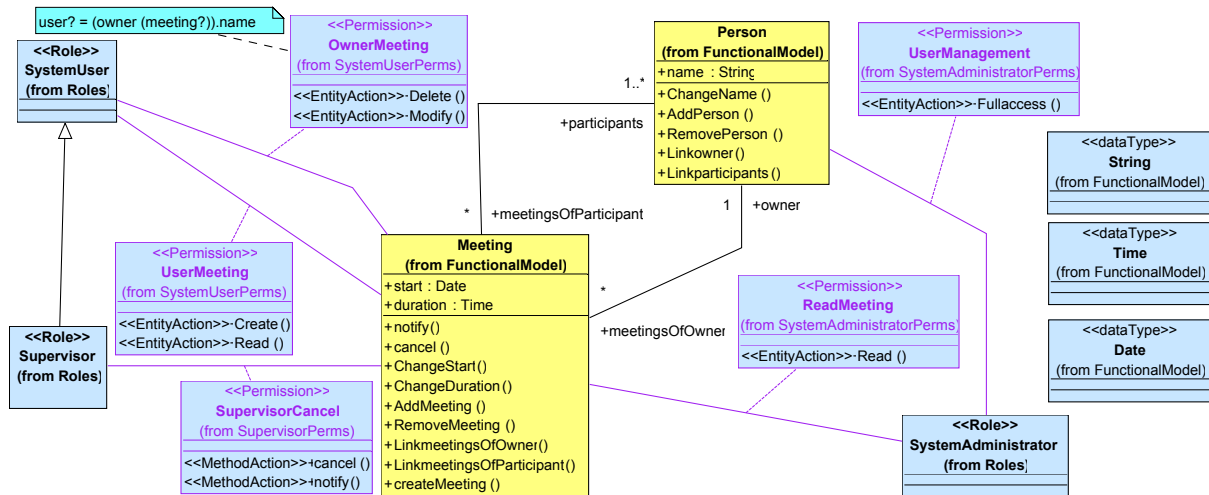 user? = (owner (meeting?)).name
<<Role>>
SystemUser
(from Roles)
<<Permission>>
OwnerMeeting
(from SystemUserPerms)
<<EntityAction>>·Delete ()
<<EntityAction>>·Modify ()
Person
(from FunctionalModel)
+name : String
+ChangeName ()
+AddPerson ()
+RemovePerson ()
+Linkowner()
+Linkparticipants()
<<Permission>>
UserManagement
(from SystemAdministratorPerms)
<<EntityAction>>·Fullaccess ()
1..*
+participants
<<dataType>>
String
(from FunctionalModel)
* +meetingsOfParticipant
1 +owner
<<Permission>>
UserMeeting
(from SystemUserPerms)
<<EntityAction>>·Create()
<<EntityAction>>·Read ()
Meeting
(from FunctionalModel)
+start : Date
+duration : Time
+notify()
+cancel()
+ChangeStart()
+ChangeDuration()
+AddMeeting ()
+RemoveMeeting ()
+LinkmeetingsOfOwner()
+LinkmeetingsOfParticipant()
+createMeeting ()
*
+meetingsOfOwner
<<Permission>>
ReadMeeting
(from SystemAdministratorPerms)
<<EntityAction>>·Read ()
<<dataType>>
Time
(from FunctionalModel)
<<dataType>>
Date
(from FunctionalModel)
<<Role>>
Supervisor
(from Roles)
<<Permission>>
SupervisorCancel
(from SupervisorPerms)
<<MethodAction>>+cancel ()
<<MethodAction>>+notify()
<<Role>>
SystemAdministrator
(from Roles)